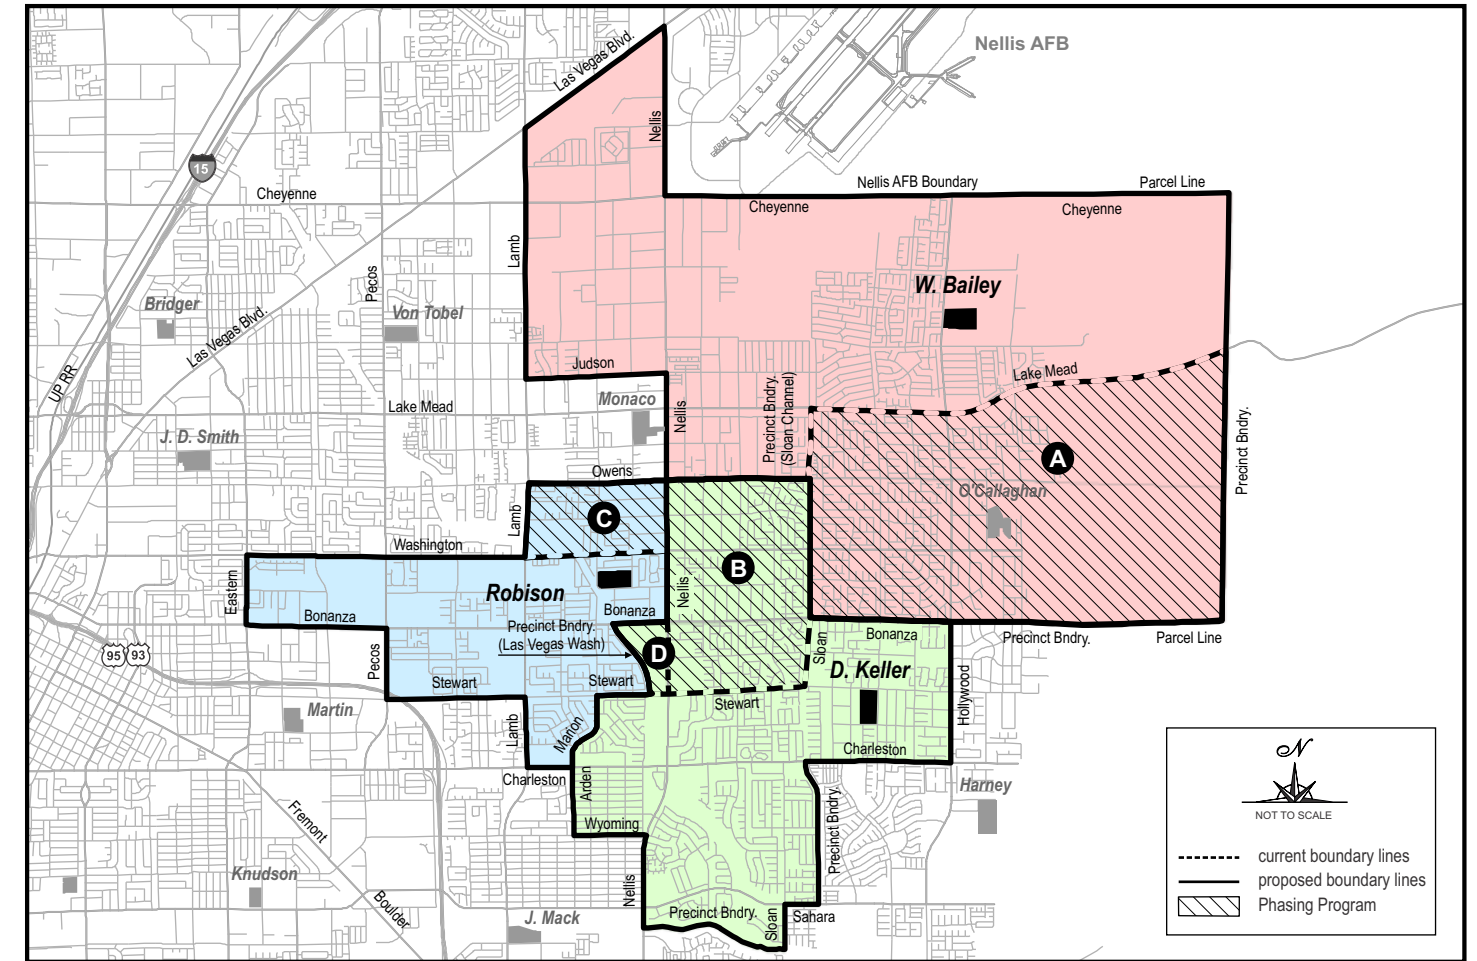 Nellis AFB
Las Vegas Blvd.
Nellis
15
Cheyenne
Nellis AFB Boundary
Parcel Line
Cheyenne
Cheyenne
Lamb
Pecos
W. Bailey
Bridger
Von Tobel
Las Vegas Blvd.
UP RR
Judson
Lake Mead
Monaco
Lake Mead
Nellis
Precinct Bndry.
(Sloan Channel)
Precinct Bndry.
J. D. Smith
A
O'Callaghan
Owens
Lamb
C
Washington
B
Eastern
Robison
Nellis
Bonanza
Bonanza
Precinct Bndry.
(Las Vegas Wash)
D
Sloan
Bonanza
Precinct Bndry.
Parcel Line
95
93
Pecos
D. Keller
Stewart
Stewart
Stewart
Hollywood
Martin
Lamb
Marion
Charleston
Charleston
Arden
Harney
Precinct Bndry.
Wyoming
Fremont
Knudson
Boulder
Nellis
J. Mack
Precinct Bndry.
Sloan
Sahara
N
NOT TO SCALE
current boundary lines
proposed boundary lines
Phasing Program